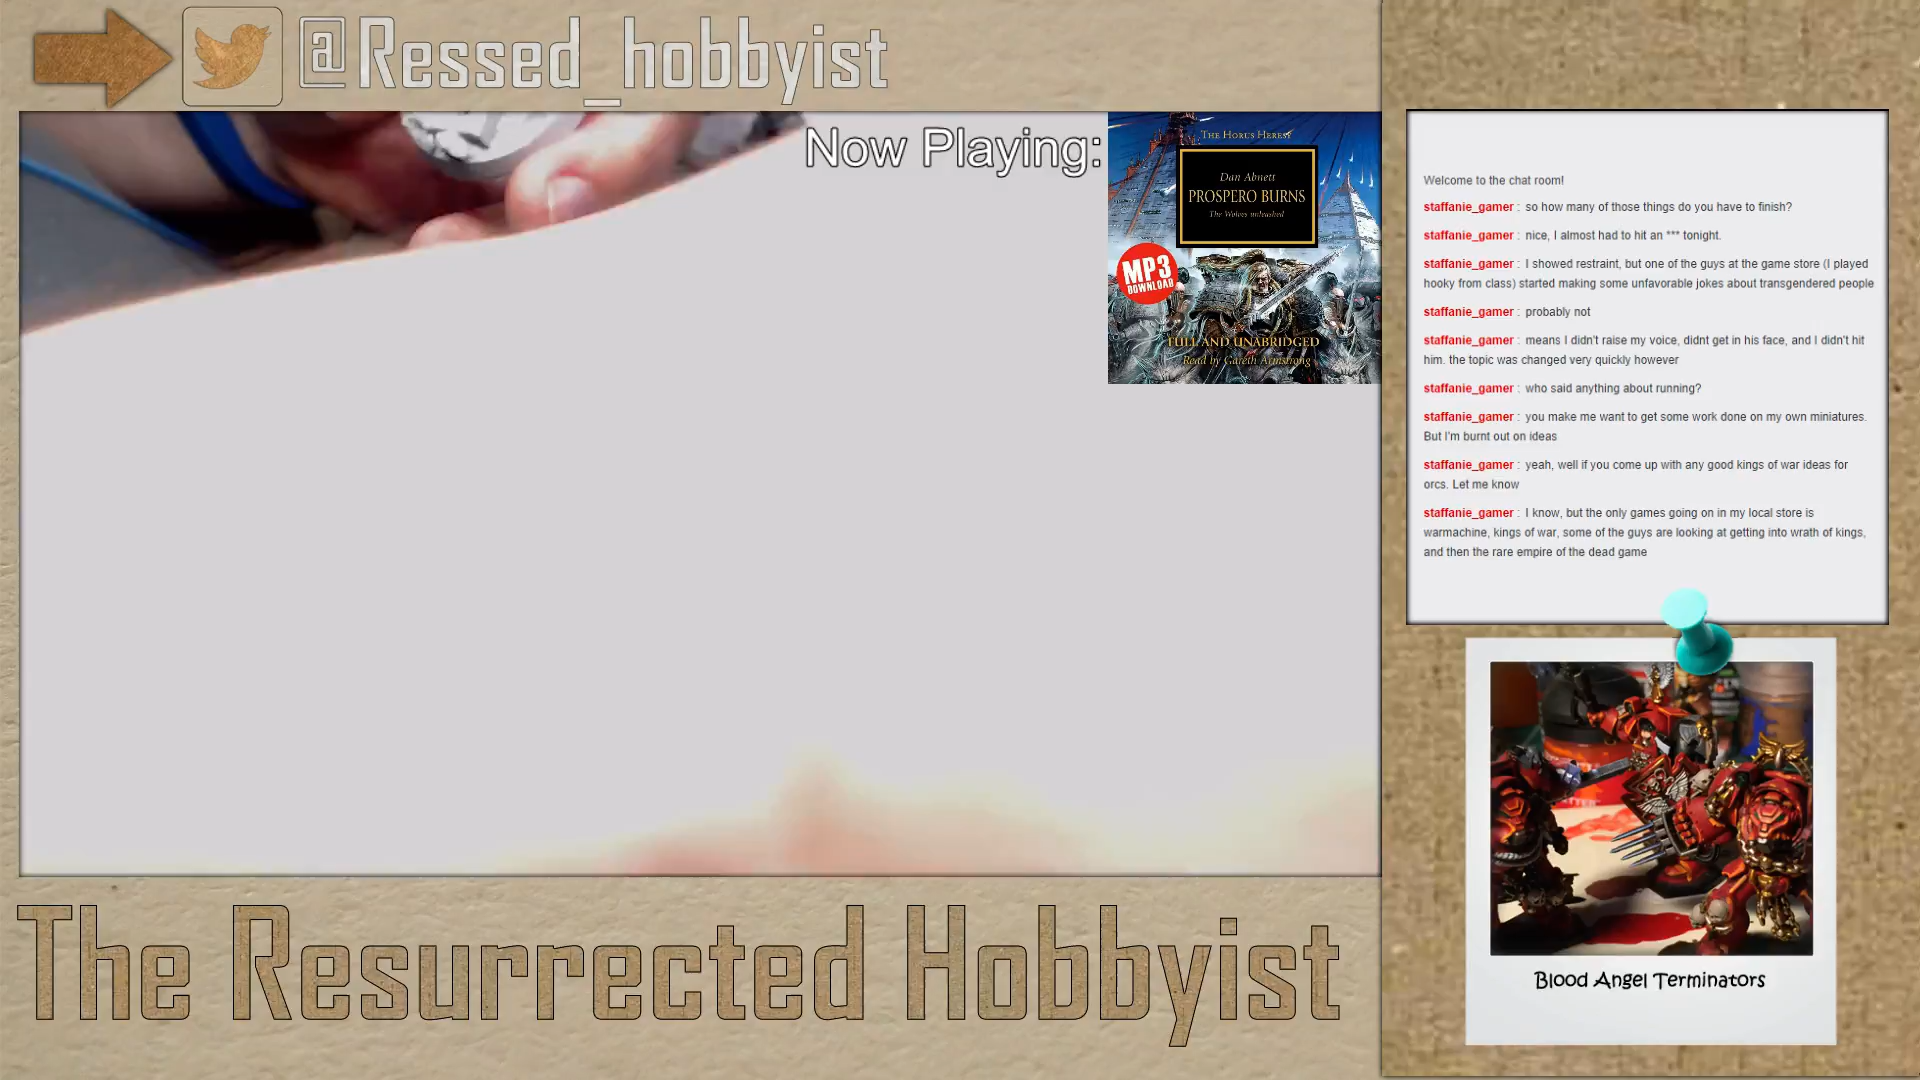 @Ressed_hobbyist
Now Playing:
THE HORUS HERESY
Dan Abnett
PROSPERO BURNS
The Wolves unleashed
MP3
DOWNLOAD
FULL AND UNABRIDGED
Read by Gareth Armstrong
Welcome to the chat room!
staffanie_gamer : so how many of those things do you have to finish?
staffanie_gamer : nice, I almost had to hit an *** tonight.
staffanie_gamer : I showed restraint, but one of the guys at the game store (I played
hooky from class) started making some unfavorable jokes about transgendered people
staffanie_gamer : probably not
staffanie_gamer : means I didn't raise my voice, didnt get in his face, and I didn't hit
him. the topic was changed very quickly however
staffanie_gamer : who said anything about running?
staffanie_gamer : you make me want to get some work done on my own miniatures.
But I'm burnt out on ideas
staffanie_gamer : yeah, well if you come up with any good kings of war ideas for
orcs. Let me know
staffanie_gamer : I know, but the only games going on in my local store is
warmachine, kings of war, some of the guys are looking at getting into wrath of kings,
and then the rare empire of the dead game
Blood Angel Terminators
The Resurrected Hobbyist